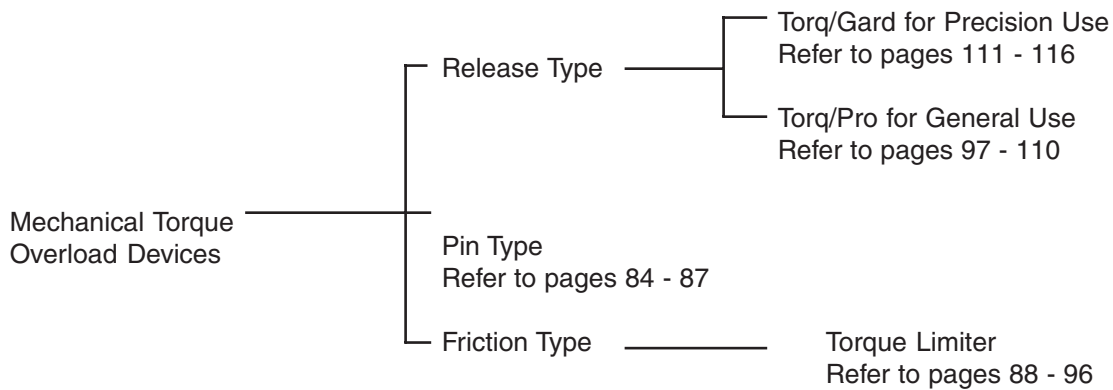 Torq/Gard for Precision Use
Refer to pages 111 - 116
Release Type
Torq/Pro for General Use
Refer to pages 97 - 110
Mechanical Torque
Overload Devices
Pin Type
Refer to pages 84 - 87
Friction Type
Torque Limiter
Refer to pages 88 - 96